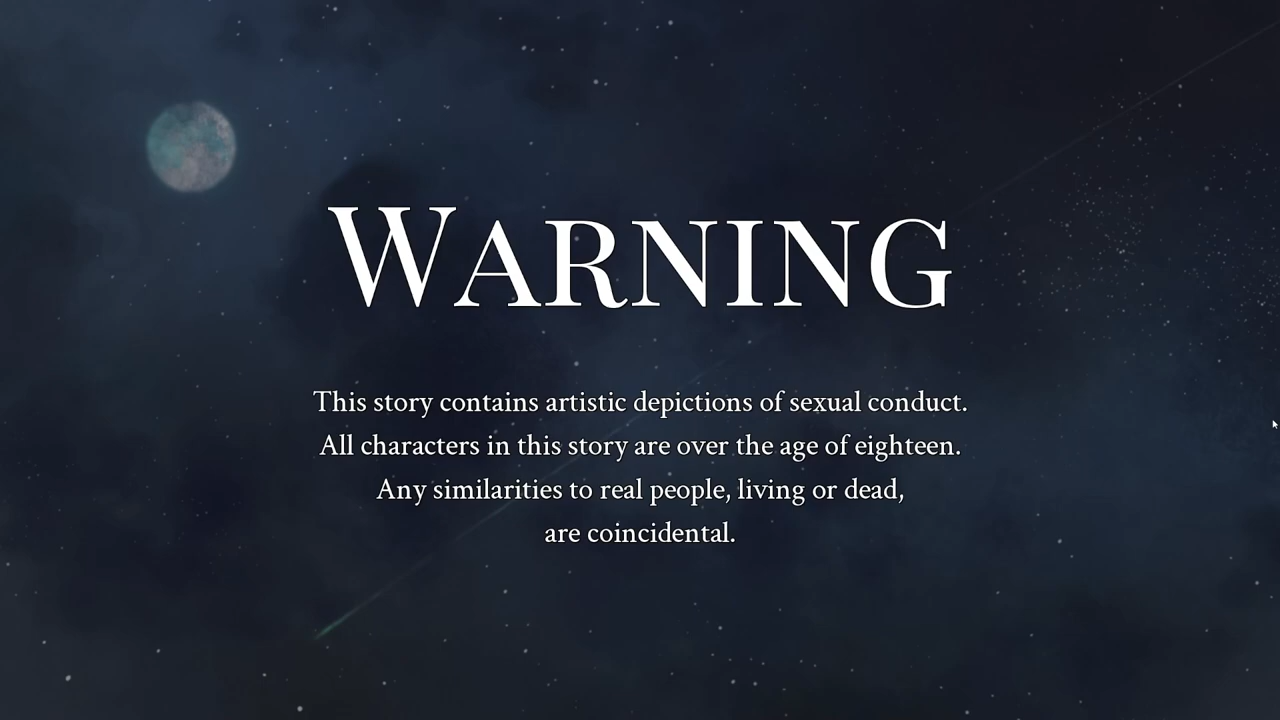 WARNING
This story contains artistic depictions of sexual conduct.
All characters in this story are over the age of eighteen.
Any similarities to real people, living or dead,
are coincidental.